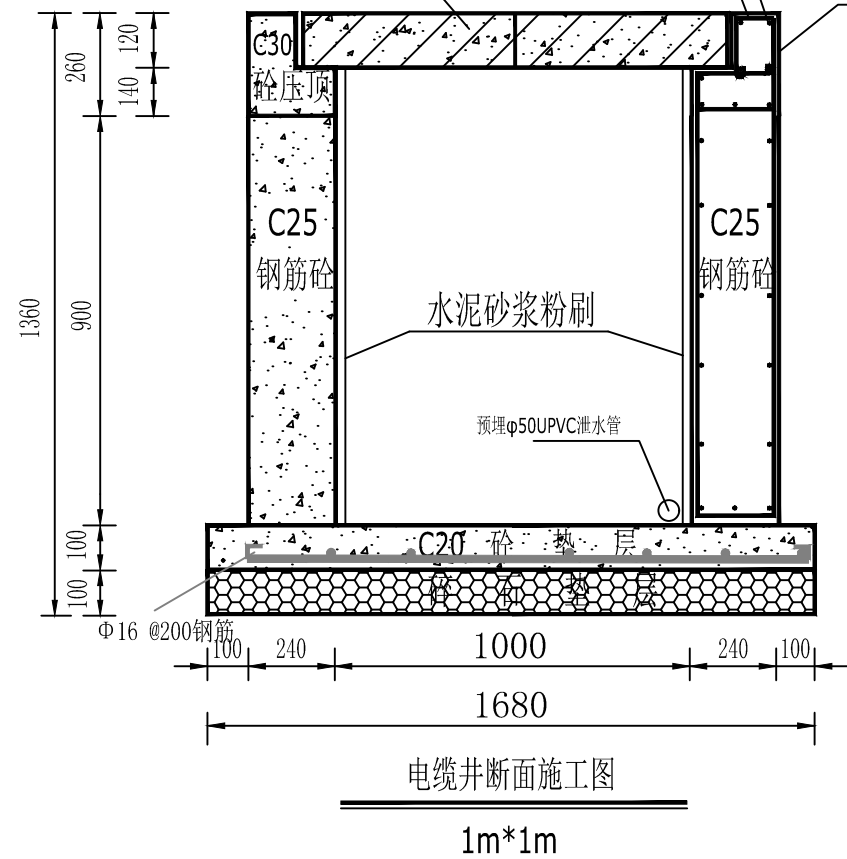 120
260
140
C30
砼压顶
C25
钢筋砼
C25
钢筋砼
1360
900
水泥砂浆粉刷
预埋φ50UPVC泄水管
100
C20 砼 垫 层
100
碎 石 垫 层
Φ16 @200钢筋
100
240
1000
240
100
1680
电缆井断面施工图
1m*1m